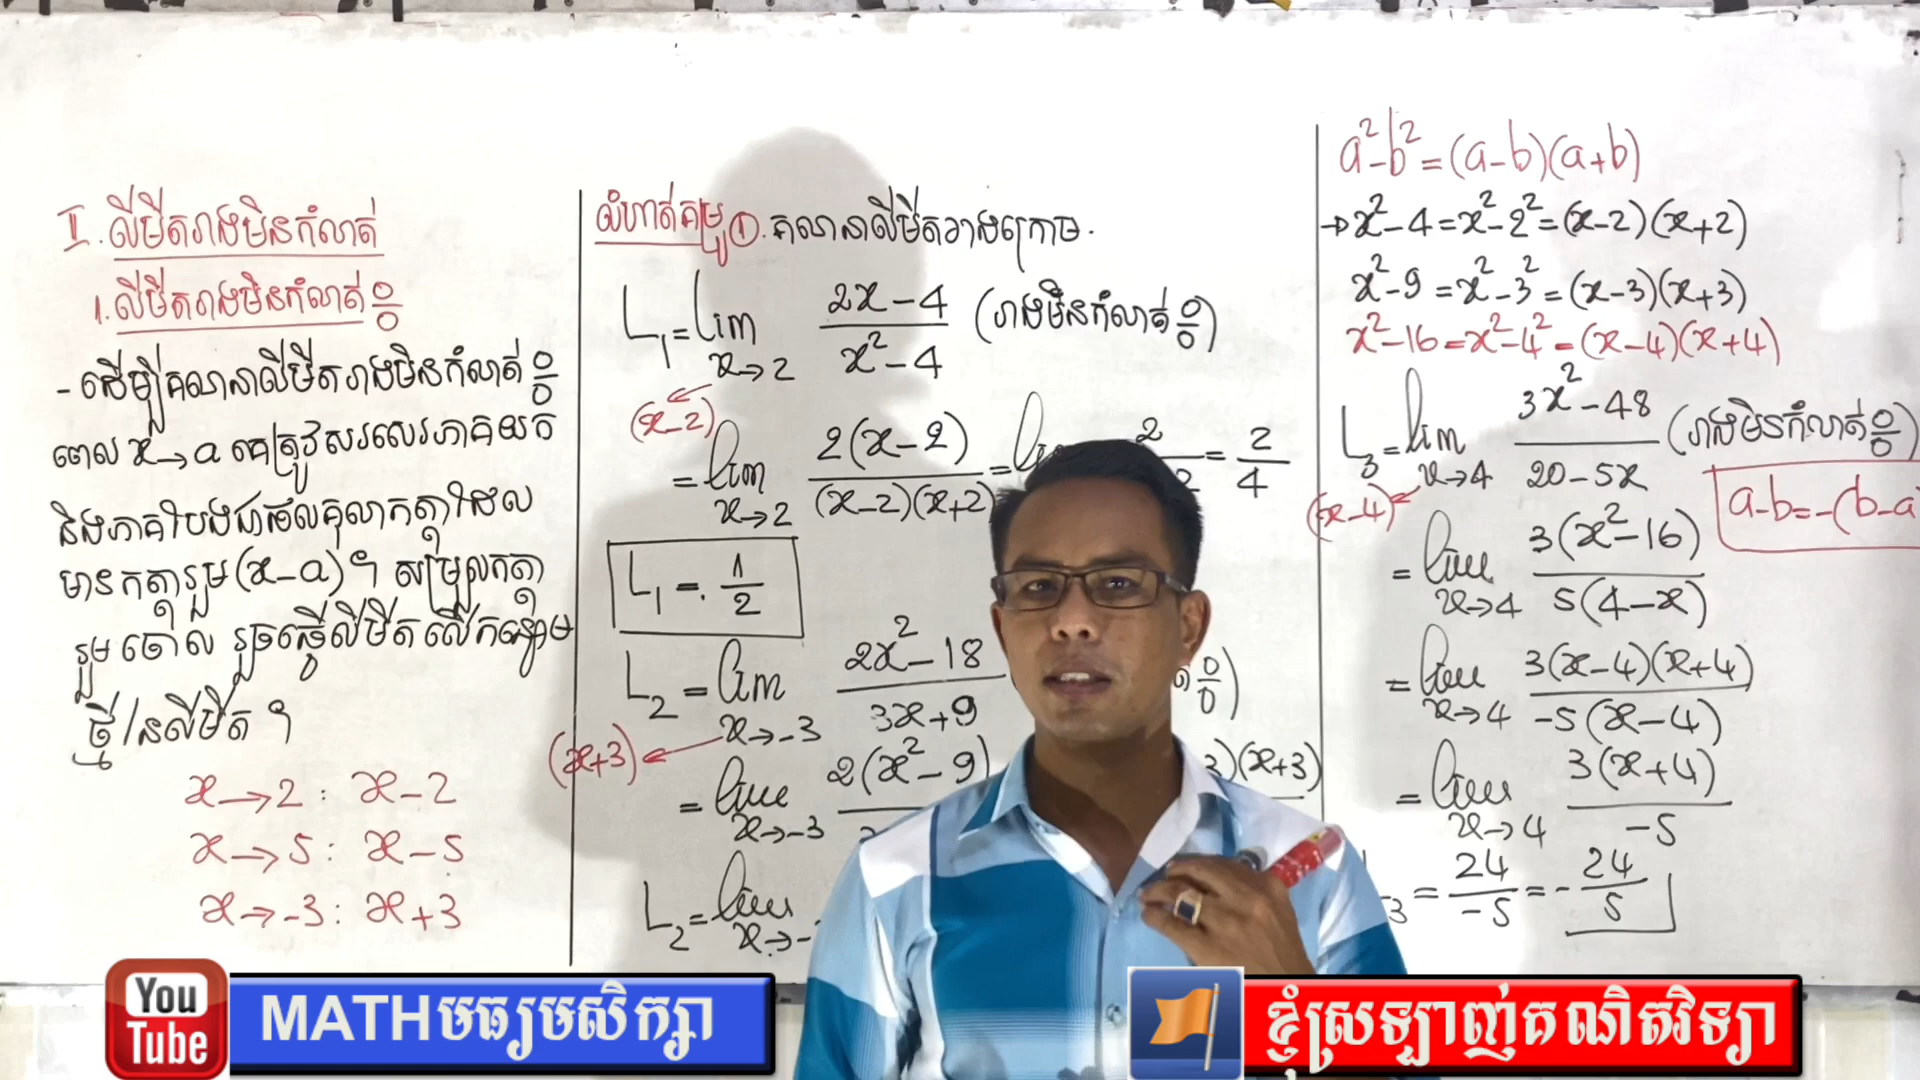 II. លីមីតរាងមិនកំណត់
1. លីមីតរាងមិនកំណត់ 0/0
- ដើម្បីគណនាលីមីតរាងមិនកំណត់ 0/0
ពេល x→a គេត្រូវសរសេរភាគយក
និងភាគបែងជាផលគុណកត្តាដែល
មានកត្តារួម (x-a) ។ សម្រួលកត្តា
រួមចោល រួចធ្វើលីមីតលើកន្សោម
ថ្មីនៃលីមីត ។
x→2 : x-2
x→5 : x-5
x→-3 : x+3
លំហាត់គម្រូ ①. គណនាលីមីតខាងក្រោម.
L₁ = lim x→2 (2x-4)/(x²-4) (រាងមិនកំណត់ 0/0)
(x-2)
= lim x→2 2(x-2)/(x-2)(x+2) = 2/4
L₁ = 1/2
L₂ = lim x→-3 (2x²-18)/(3x+9) 0/0)
(x+3)
= lim x→-3 2(x²-9) )(x+3)
L₂ = lim
a²-b² = (a-b)(a+b)
→ x²-4 = x²-2² = (x-2)(x+2)
x²-9 = x²-3² = (x-3)(x+3)
x²-16 = x²-4² = (x-4)(x+4)
L₃ = lim x→4 (3x²-48)/(20-5x) (រាងមិនកំណត់ 0/0)
(x-4)
a-b = -(b-a
= lim x→4 3(x²-16)/5(4-x)
= lim x→4 3(x-4)(x+4)/-5(x-4)
= lim x→4 3(x+4)/-5
₃ = 24/-5 = -24/5
You Tube
MATHមធ្យមសិក្សា
ខ្ញុំស្រឡាញ់គណិតវិទ្យា